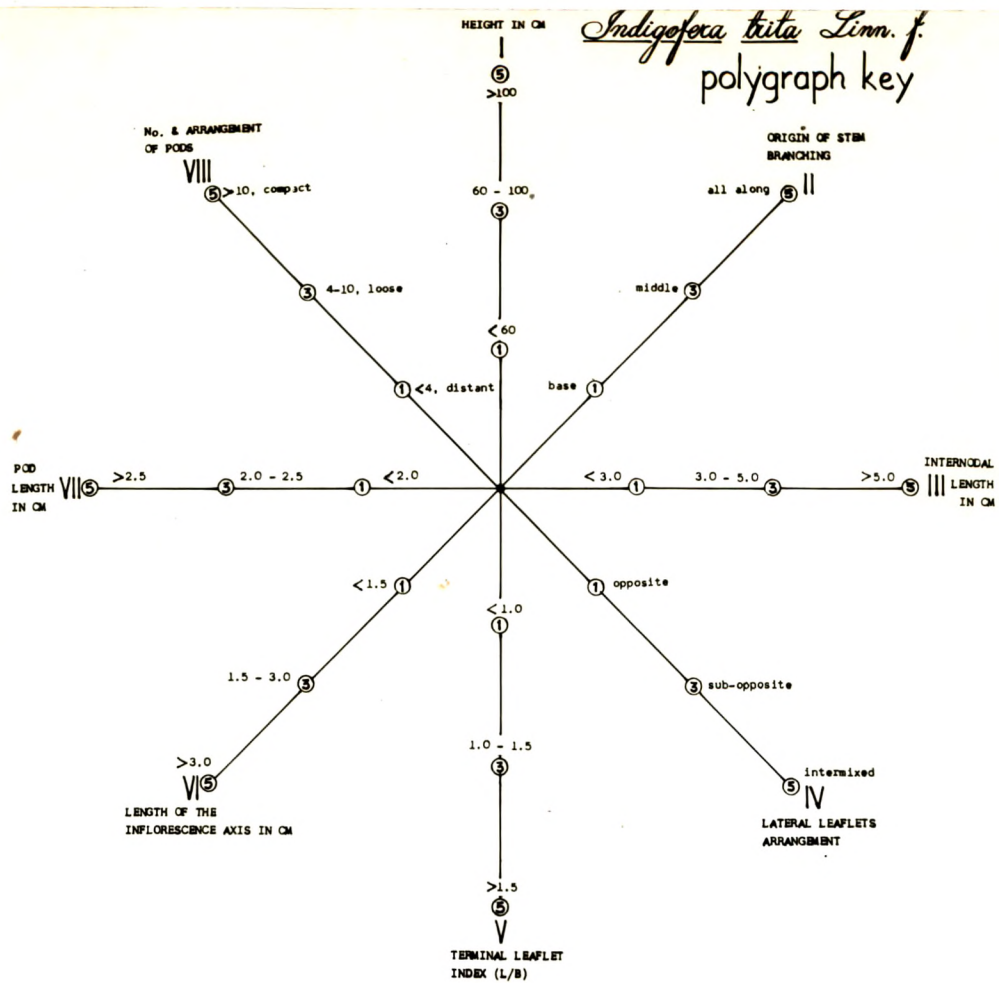 Indigofera trita Linn. f.
polygraph key
HEIGHT IN CM
I
5
>100
60 - 100
3
<60
1
ORIGIN OF STEM
BRANCHING
II
all along 5
middle 3
base 1
INTERNODAL
III LENGTH
IN CM
<3.0
1
3.0 - 5.0
3
>5.0
5
1 opposite
3 sub-opposite
intermixed
5
IV
LATERAL LEAFLETS
ARRANGEMENT
<1.0
1
1.0 - 1.5
3
>1.5
5
V
TERMINAL LEAFLET
INDEX (L/B)
<1.5 1
1.5 - 3.0 3
>3.0
VI 5
LENGTH OF THE
INFLORESCENCE AXIS IN CM
POD
LENGTH VII
IN CM
>2.5
5
2.0 - 2.5
3
<2.0
1
No. & ARRANGEMENT
OF PODS
VIII
5 >10, compact
3 4-10, loose
1 <4, distant